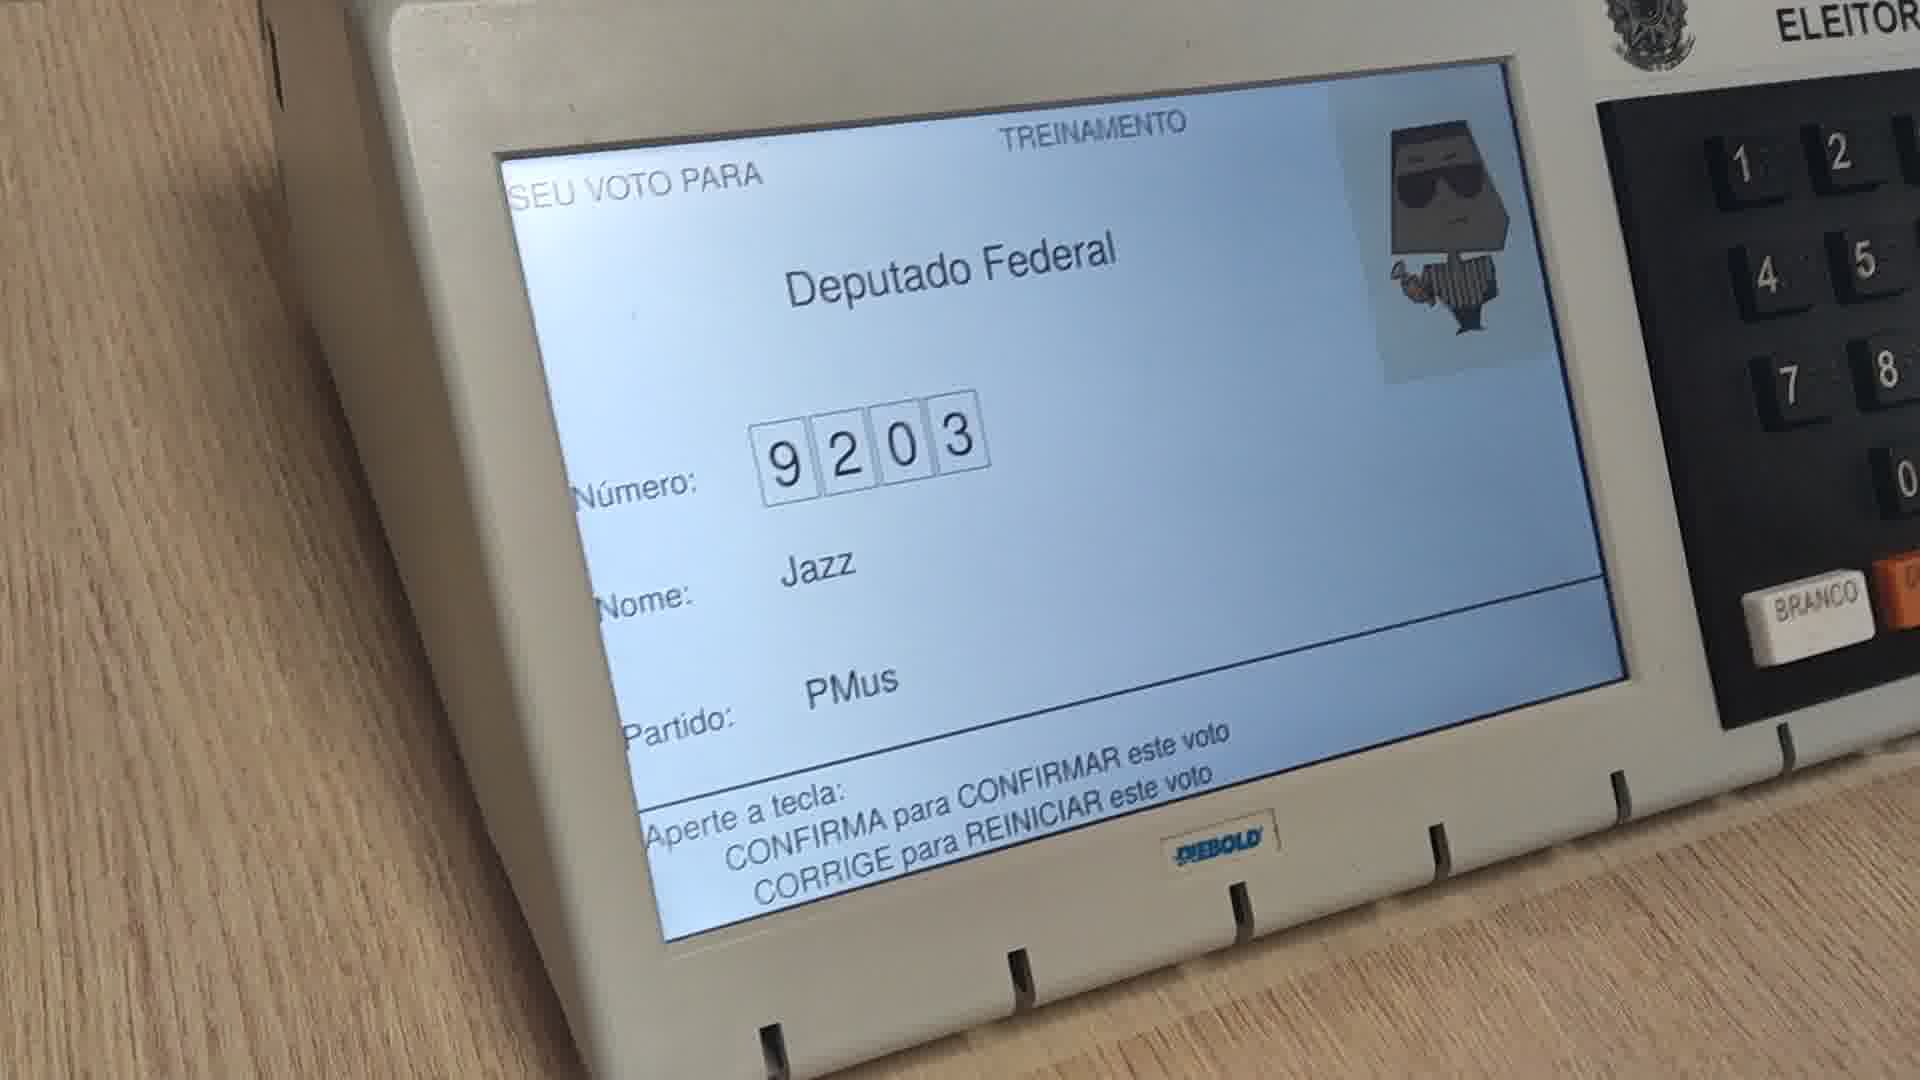 ELEITOR
TREINAMENTO
SEU VOTO PARA
Deputado Federal
Número: 9203
Nome: Jazz
Partido: PMus
Aperte a tecla:
CONFIRMA para CONFIRMAR este voto
CORRIGE para REINICIAR este voto
DIEBOLD
1 2
4 5
7 8
0
BRANCO